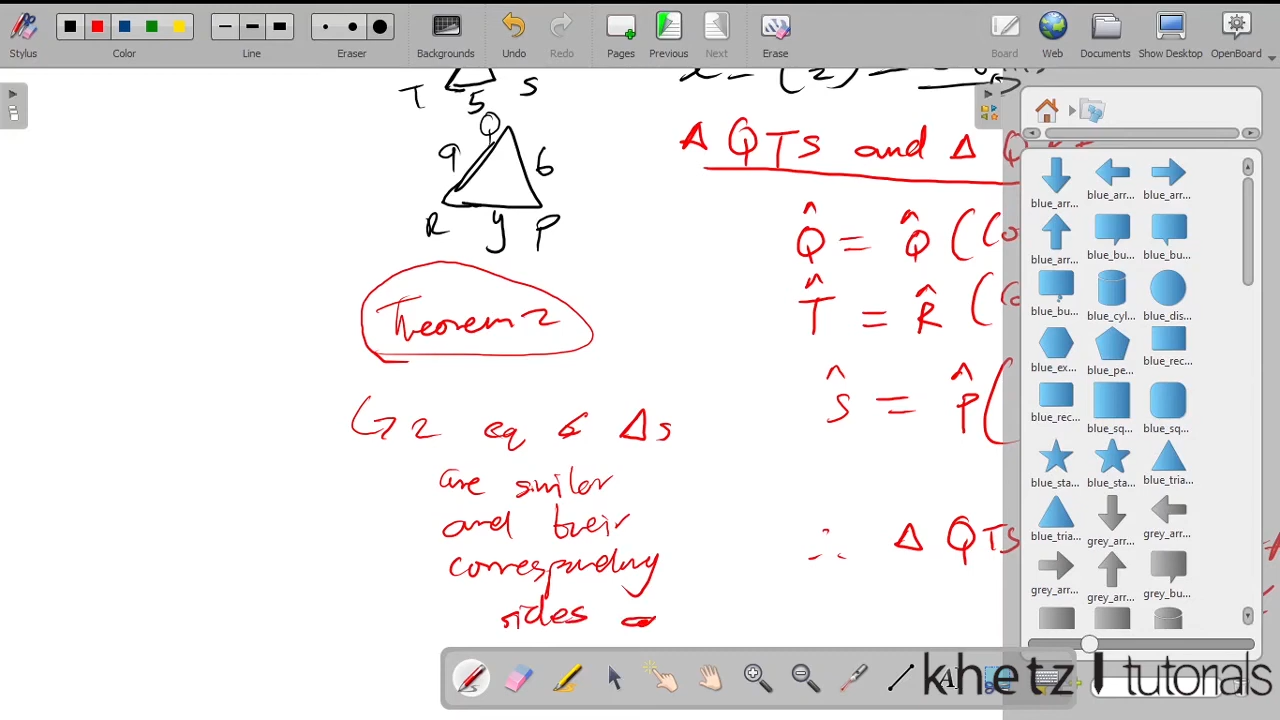 Stylus Color Line Eraser Backgrounds Undo Redo Pages Previous Next Erase Board Web Documents Show Desktop OpenBoard
T 5 S
Q
9 6
R y P
Δ QTS and Δ Q
Q̂ = Q̂ (Co
T̂ = R̂ (Co
Ŝ = P̂ (
∴ Δ QTS
Theorem 2
2 eq Δs
are similar
and their
corresponding
sides
blue_arr... blue_arr... blue_arr...
blue_arr... blue_bu... blue_bu...
blue_bu... blue_cyl... blue_dis...
blue_ex... blue_pe... blue_rec...
blue_rec... blue_sq... blue_sq...
blue_sta... blue_sta... blue_tria...
blue_tria... grey_arr... grey_arr...
grey_arr... grey_arr... grey_bu...
khetz tutorials